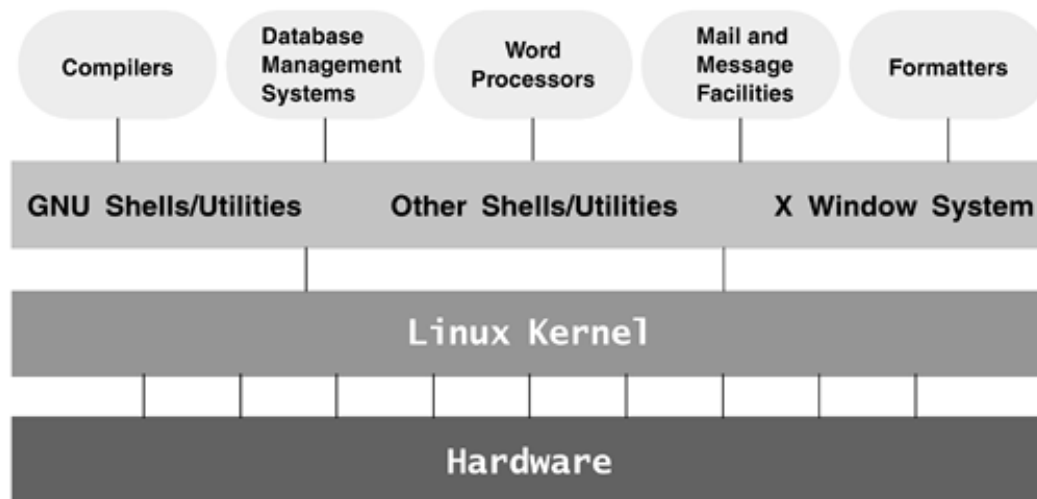 Compilers
Database
Management
Systems
Word
Processors
Mail and
Message
Facilities
Formatters
GNU Shells/Utilities
Other Shells/Utilities
X Window System
Linux Kernel
Hardware